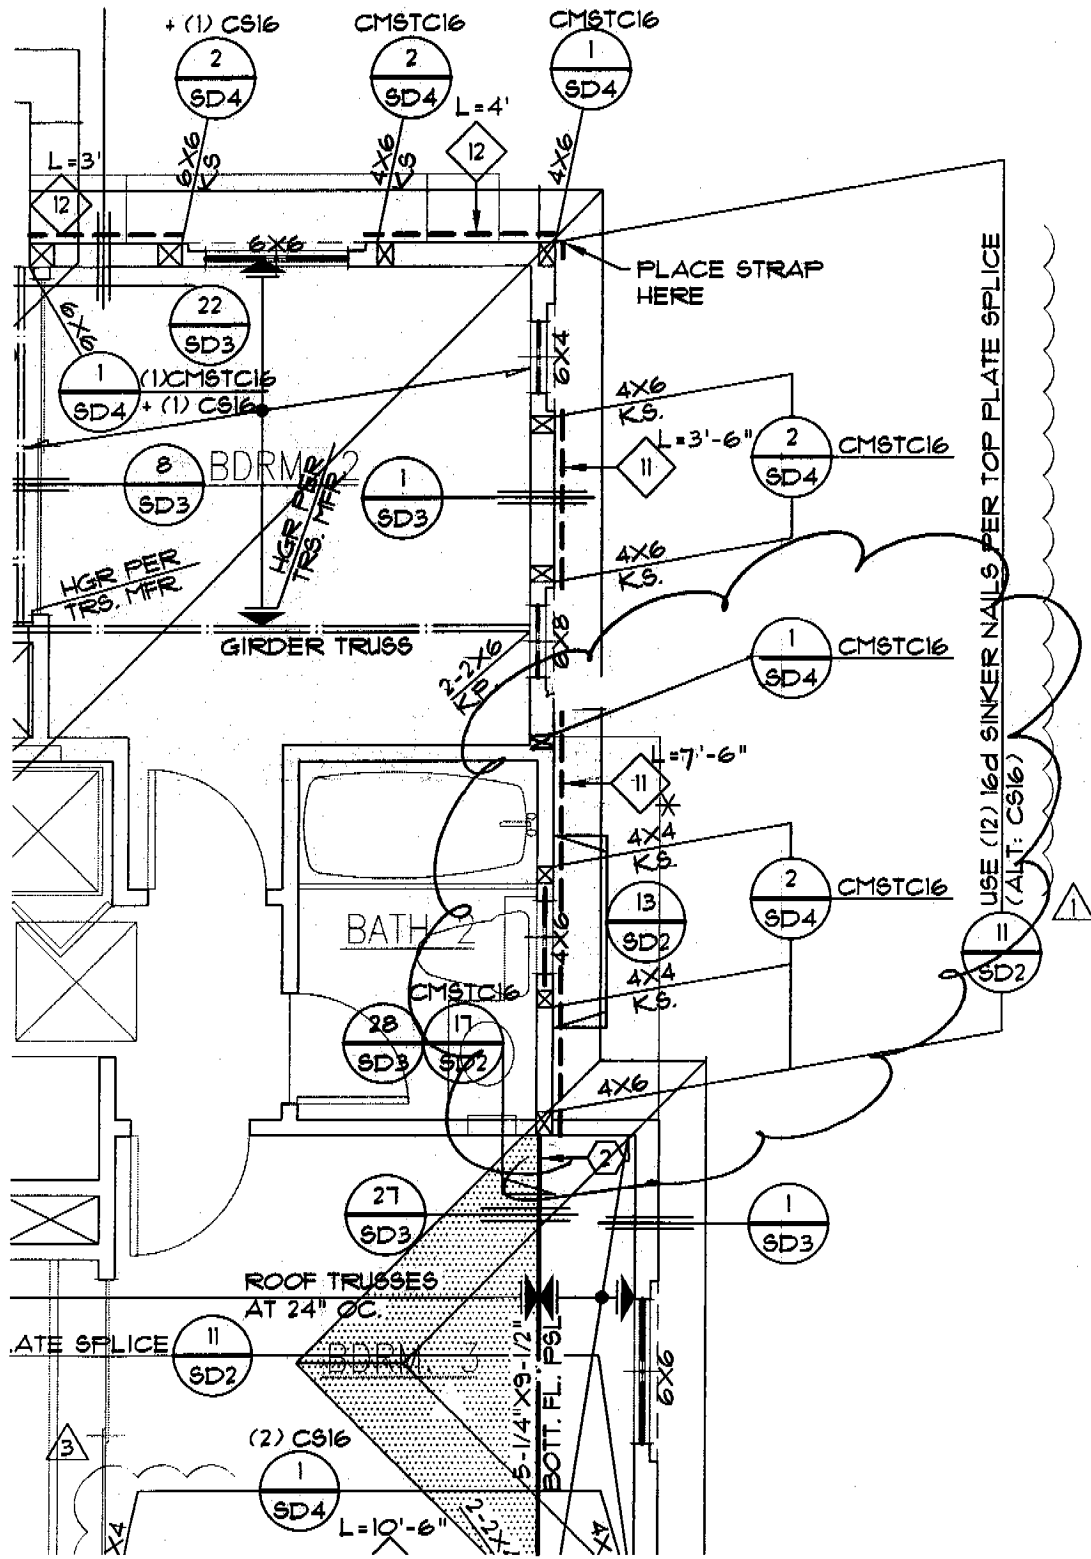 + (1) CS16
2
SD4
CMSTC16
2
SD4
CMSTC16
1
SD4
L=3'
12
6X6
K.S
4X6
K.S
L=4'
12
4X6
6X6
PLACE STRAP
HERE
22
SD3
6X6
1
SD4
(1)CMSTC16
+ (1) CS16
6X4
4X6
K.S.
L=3'-6"
11
2
SD4
CMSTC16
8
SD3
BDRM. 2
1
SD3
HGR PER
TRS. MFR.
HGR PER
TRS. MFR.
4X6
K.S.
GIRDER TRUSS
2-2X6
K.P.
6X8
1
SD4
CMSTC16
USE (12) 16d SINKER NAILS PER TOP PLATE SPLICE
(ALT: CS16)
L=7'-6"
11
4X4
K.S.
BATH 2
4X6
13
SD2
2
SD4
CMSTC16
1
11
SD2
4X4
K.S.
CMSTC16
28
SD3
17
SD2
4X6
2
27
SD3
1
SD3
ROOF TRUSSES
AT 24" OC.
LATE SPLICE
11
SD2
BDRM. 3
5-1/4"X9-1/2"
BOTT. FL. PSL
6X6
3
(2) CS16
1
SD4
L=10'-6"
X4
2-2X
4X